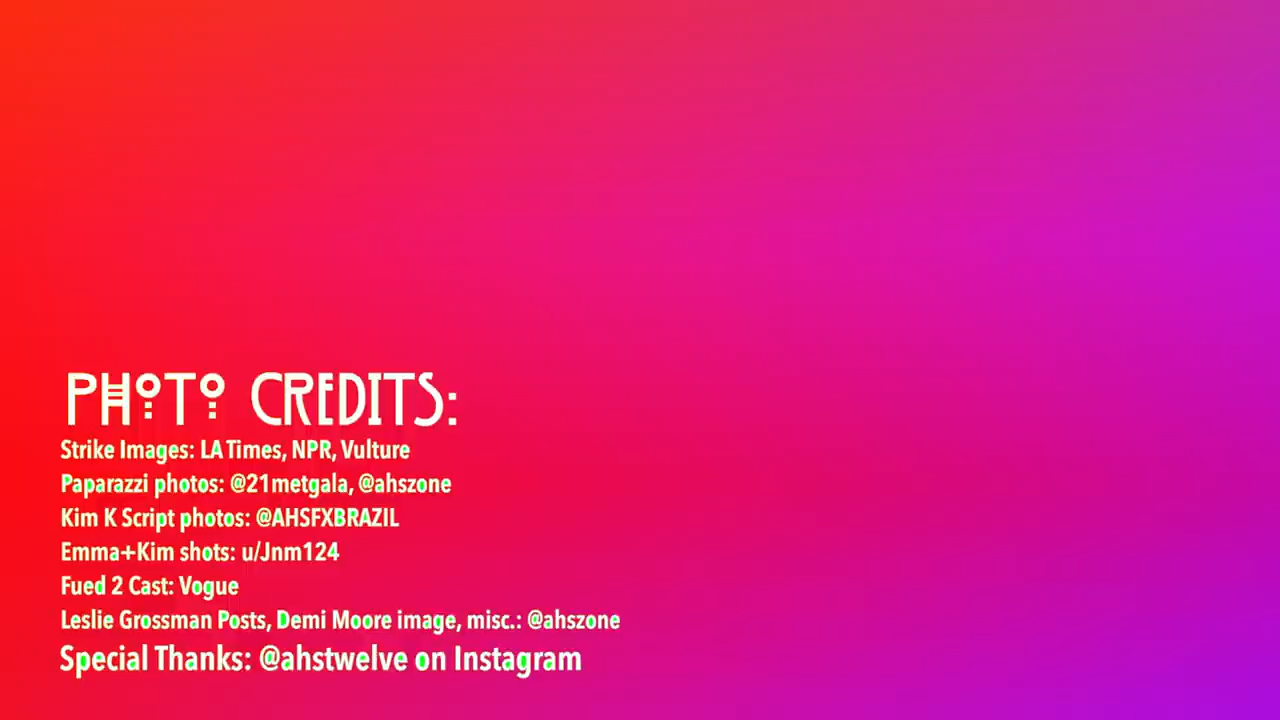 PHOTO CREDITS:
Strike Images: LA Times, NPR, Vulture
Paparazzi photos: @21metgala, @ahszone
Kim K Script photos: @AHSFXBRAZIL
Emma+Kim shots: u/Jnm124
Fued 2 Cast: Vogue
Leslie Grossman Posts, Demi Moore image, misc.: @ahszone
Special Thanks: @ahstwelve on Instagram